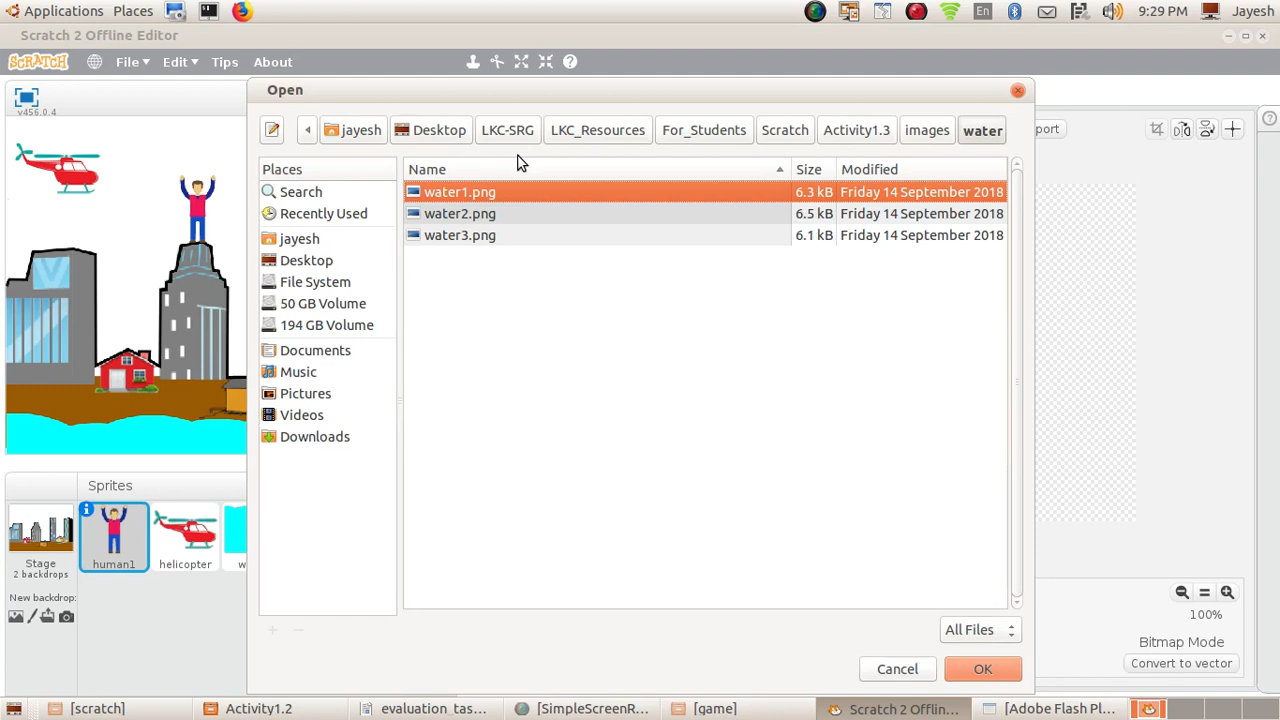 Applications Places En 9:29 PM Jayesh
Scratch 2 Offline Editor
SCRATCH File Edit Tips About
v456.0.4
Open
jayesh Desktop LKC-SRG LKC_Resources For_Students Scratch Activity1.3 images water
port
Places Name Size Modified
Search water1.png 6.3 kB Friday 14 September 2018
Recently Used water2.png 6.5 kB Friday 14 September 2018
jayesh water3.png 6.1 kB Friday 14 September 2018
Desktop
File System
50 GB Volume
194 GB Volume
Documents
Music
Pictures
Videos
Downloads
Sprites
Stage
2 backdrops
human1 helicopter w
New backdrop:
100%
All Files
Bitmap Mode
Convert to vector
Cancel OK
[scratch] Activity1.2 evaluation_tas... [SimpleScreenR... [game] Scratch 2 Offlin... [Adobe Flash Pl...